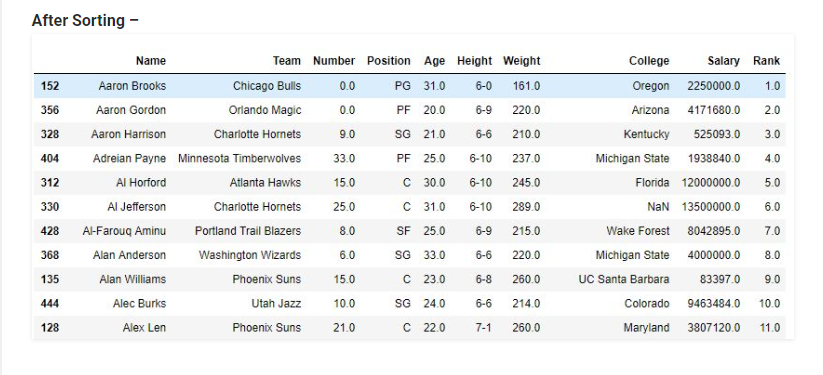 After Sorting –
Name Team Number Position Age Height Weight College Salary Rank
152 Aaron Brooks Chicago Bulls 0.0 PG 31.0 6-0 161.0 Oregon 2250000.0 1.0
356 Aaron Gordon Orlando Magic 0.0 PF 20.0 6-9 220.0 Arizona 4171680.0 2.0
328 Aaron Harrison Charlotte Hornets 9.0 SG 21.0 6-6 210.0 Kentucky 525093.0 3.0
404 Adreian Payne Minnesota Timberwolves 33.0 PF 25.0 6-10 237.0 Michigan State 1938840.0 4.0
312 Al Horford Atlanta Hawks 15.0 C 30.0 6-10 245.0 Florida 12000000.0 5.0
330 Al Jefferson Charlotte Hornets 25.0 C 31.0 6-10 289.0 NaN 13500000.0 6.0
428 Al-Farouq Aminu Portland Trail Blazers 8.0 SF 25.0 6-9 215.0 Wake Forest 8042895.0 7.0
368 Alan Anderson Washington Wizards 6.0 SG 33.0 6-6 220.0 Michigan State 4000000.0 8.0
135 Alan Williams Phoenix Suns 15.0 C 23.0 6-8 260.0 UC Santa Barbara 83397.0 9.0
444 Alec Burks Utah Jazz 10.0 SG 24.0 6-6 214.0 Colorado 9463484.0 10.0
128 Alex Len Phoenix Suns 21.0 C 22.0 7-1 260.0 Maryland 3807120.0 11.0